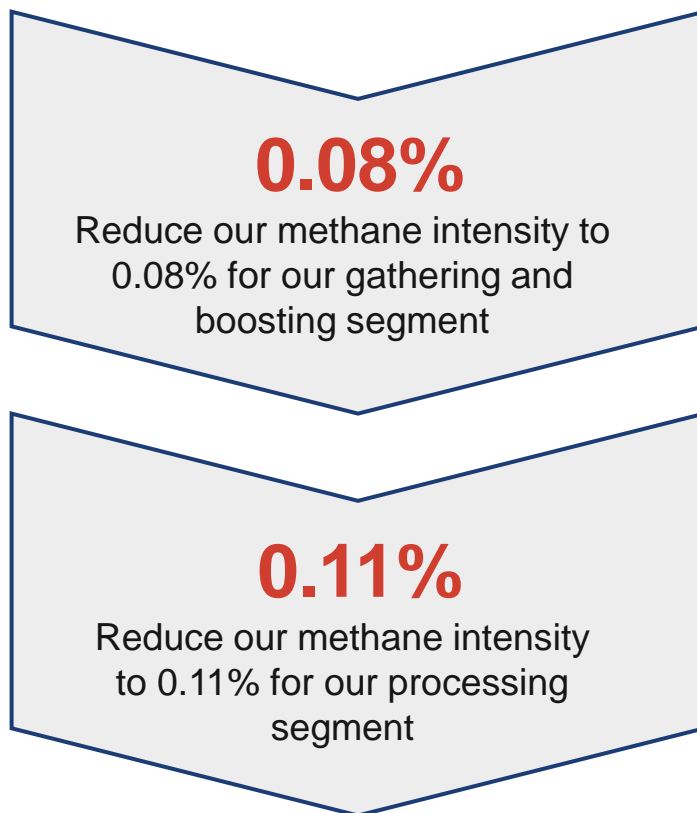 0.08%
Reduce our methane intensity to
0.08% for our gathering and
boosting segment
0.11%
Reduce our methane intensity
to 0.11% for our processing
segment